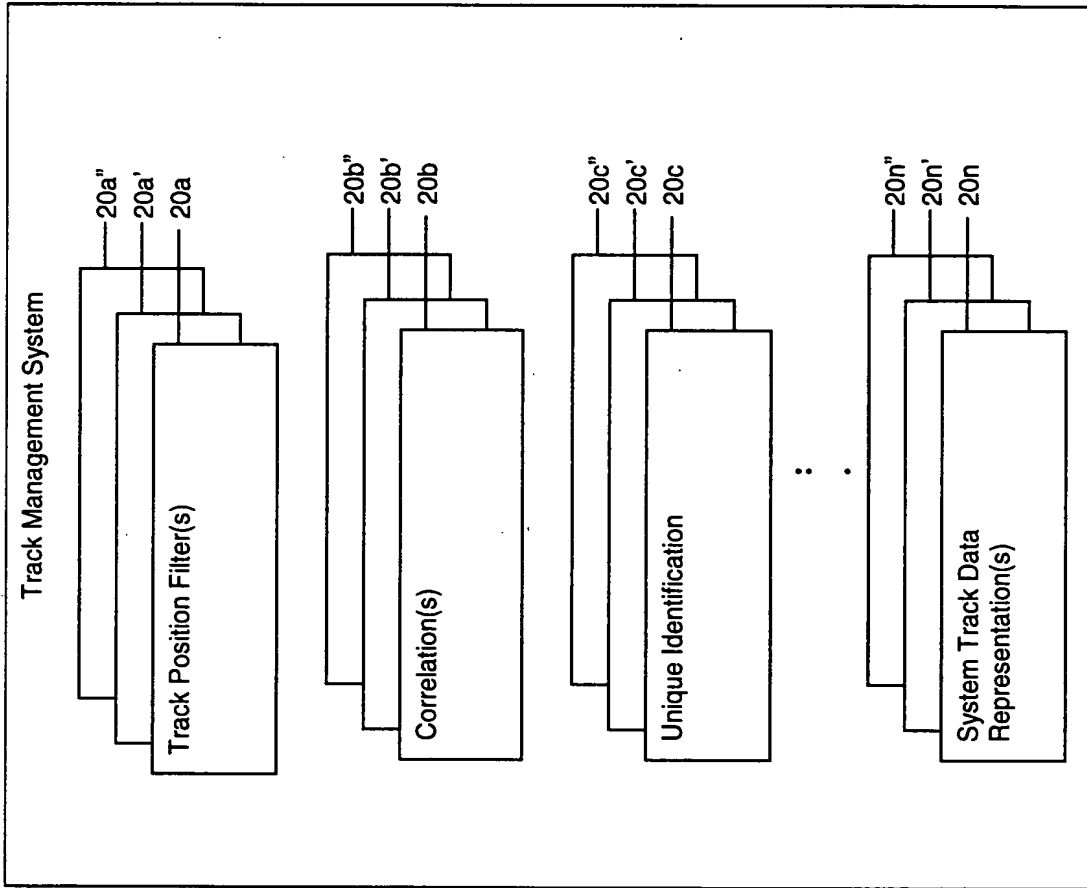 Track Management System
20a"
20a'
20a
Track Position Filter(s)
20b"
20b'
20b
Correlation(s)
20c"
20c'
20c
Unique Identification
20n"
20n'
20n
System Track Data
Representation(s)